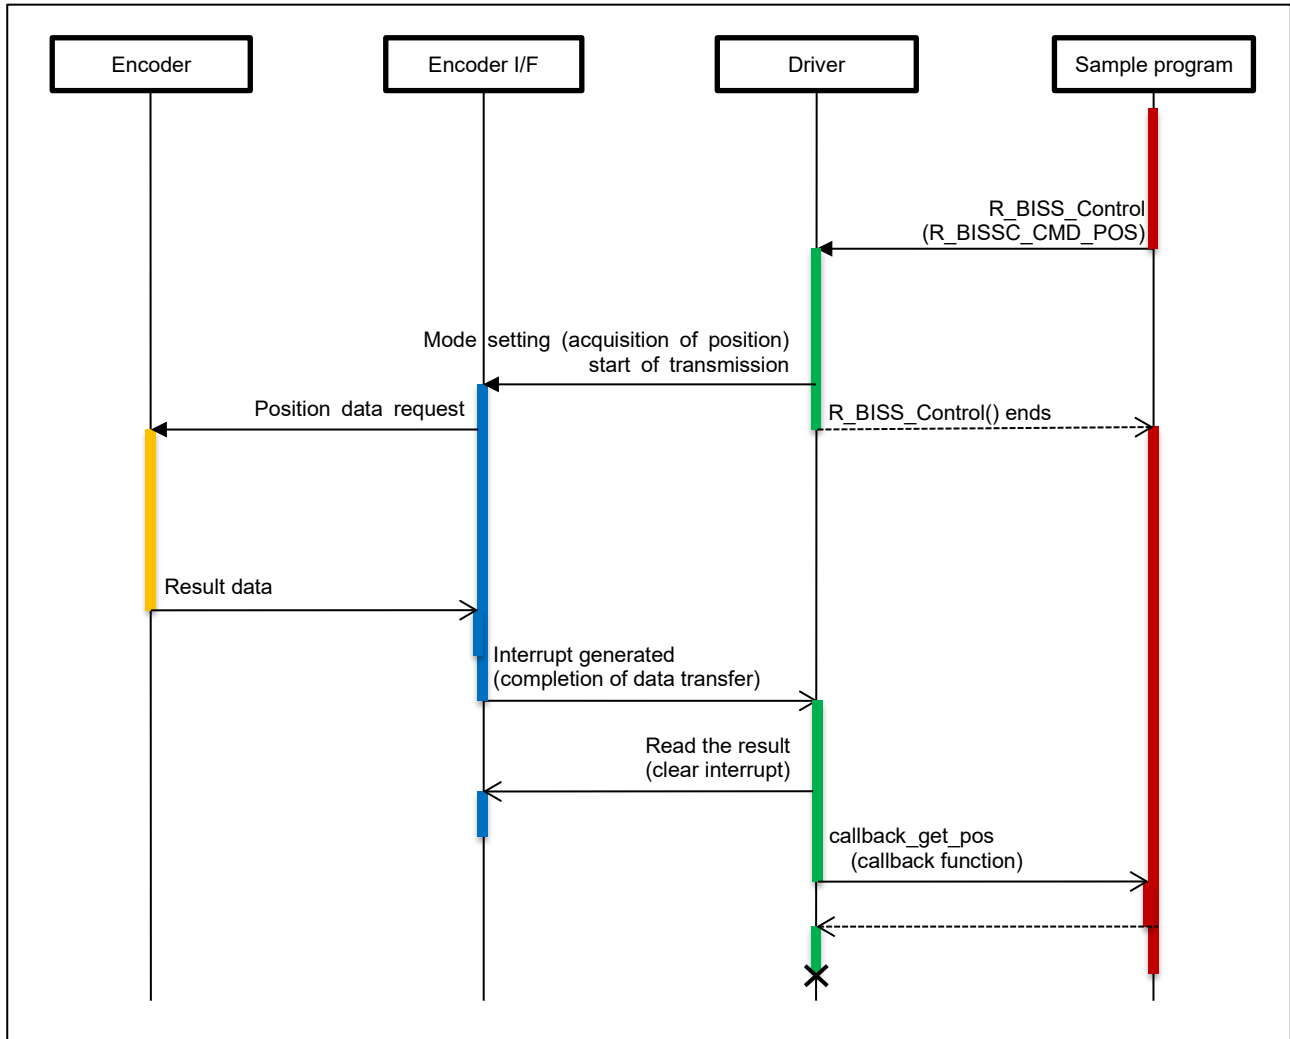 Encoder
Encoder I/F
Driver
Sample program
R_BISS_Control
(R_BISSC_CMD_POS)
Mode setting (acquisition of position)
start of transmission
Position data request
R_BISS_Control() ends
Result data
Interrupt generated
(completion of data transfer)
Read the result
(clear interrupt)
callback_get_pos
(callback function)